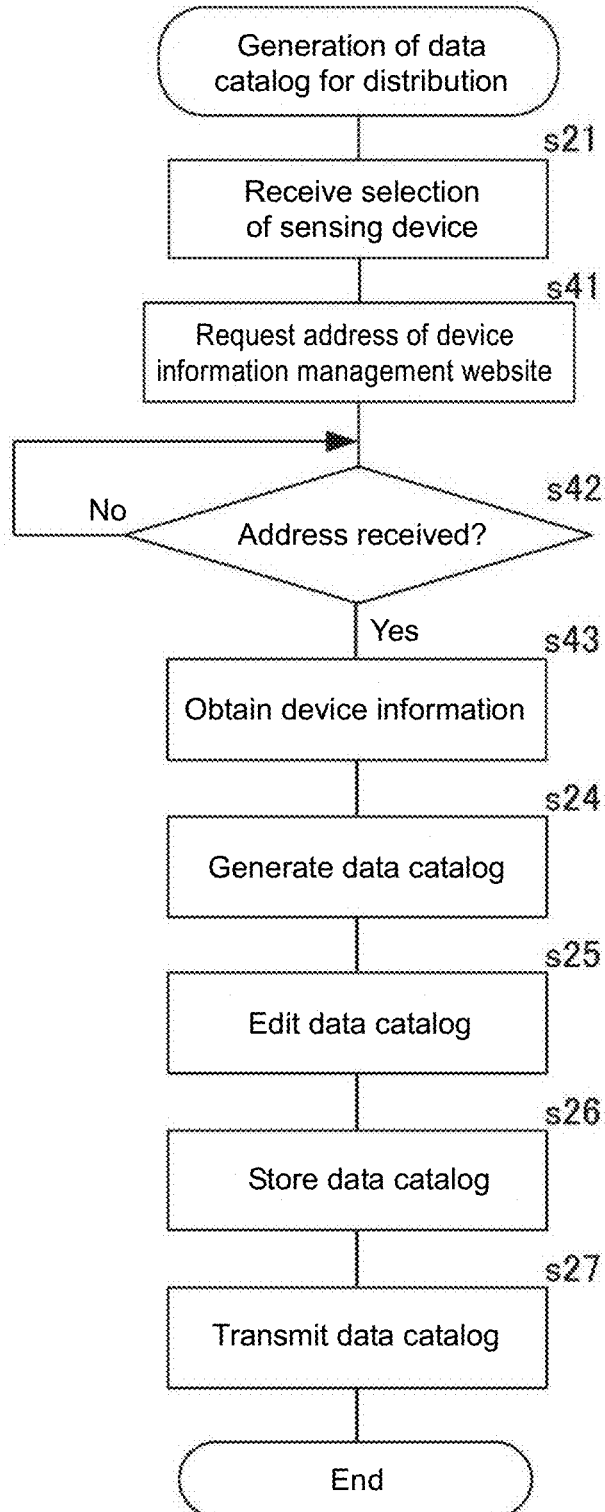 Generation of data
catalog for distribution
s21
Receive selection
of sensing device
s41
Request address of device
information management website
s42
No
Address received?
Yes
s43
Obtain device information
s24
Generate data catalog
s25
Edit data catalog
s26
Store data catalog
s27
Transmit data catalog
End